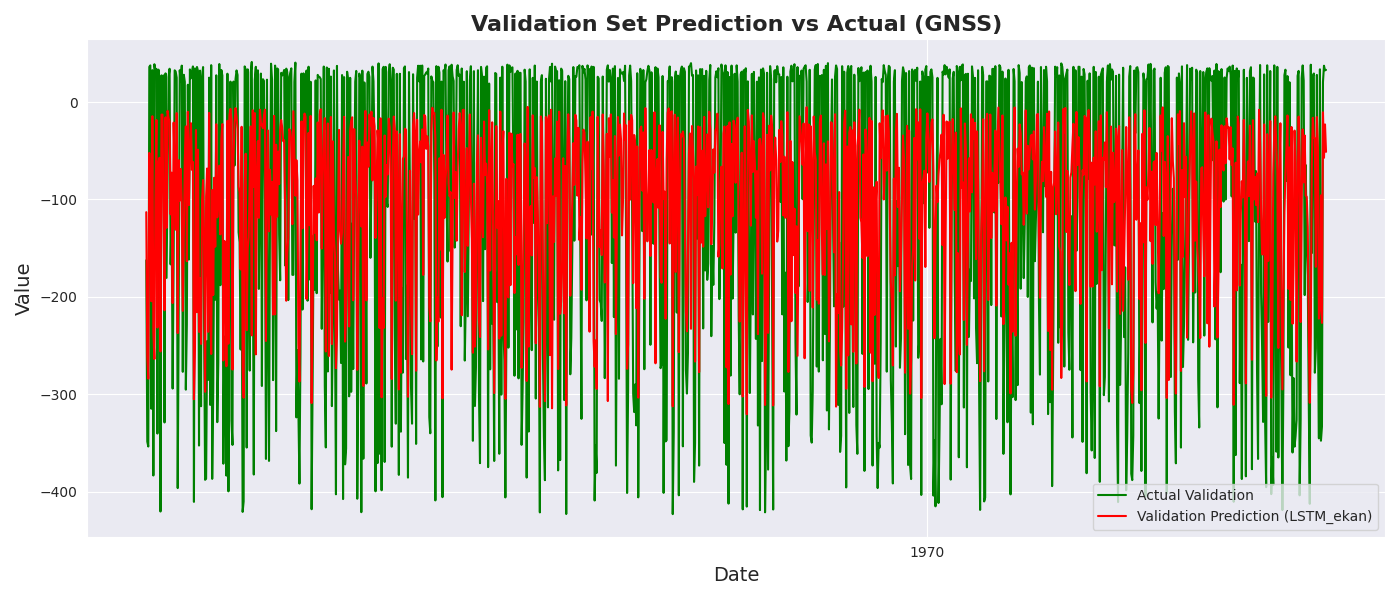 Validation Set Prediction vs Actual (GNSS)
Value
0
−100
−200
−300
−400
1970
Date
Actual Validation
Validation Prediction (LSTM_ekan)